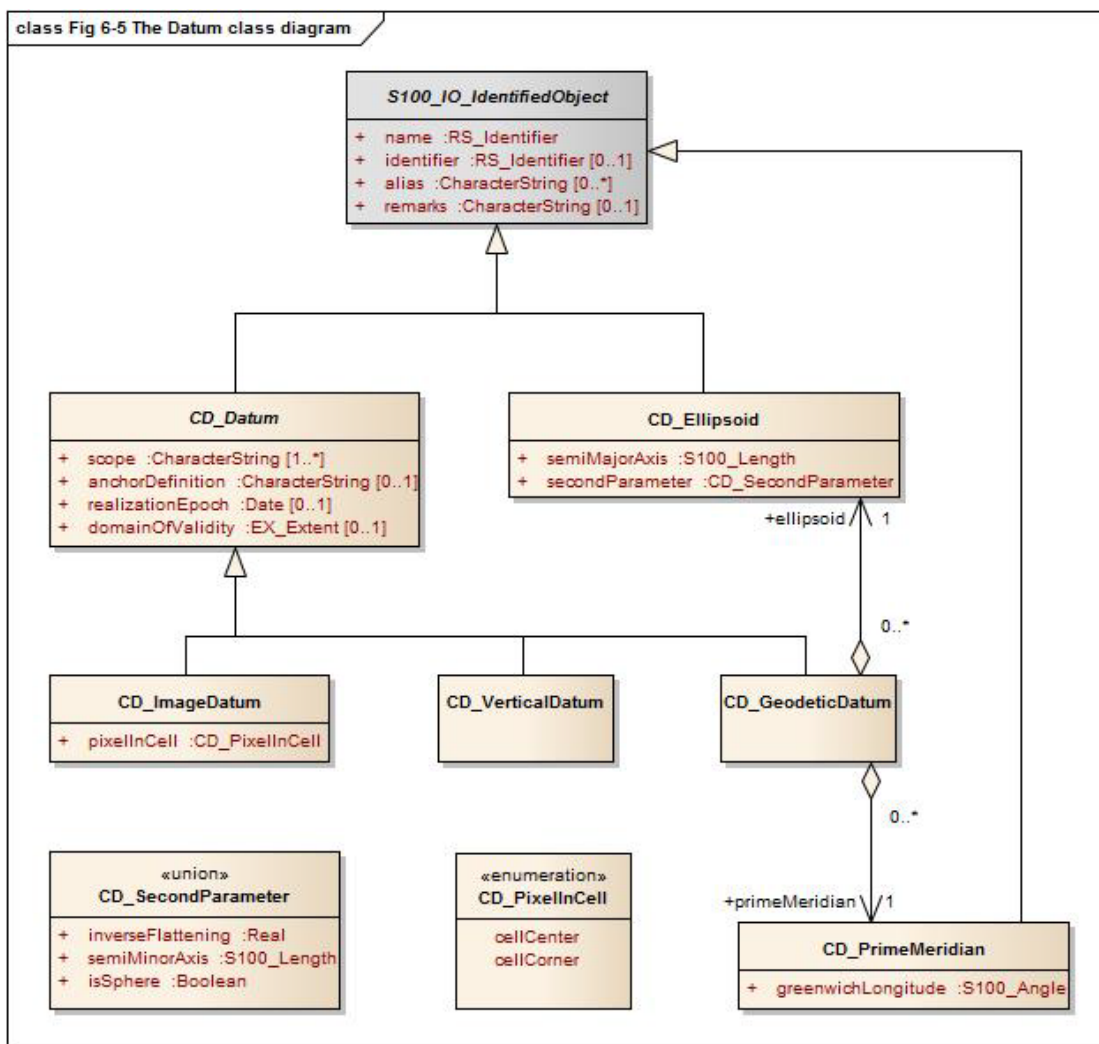 class Fig 6-5 The Datum class diagram
S100_IO_IdentifiedObject
+ name :RS_Identifier
+ identifier :RS_Identifier [0..1]
+ alias :CharacterString [0..*]
+ remarks :CharacterString [0..1]
CD_Datum
+ scope :CharacterString [1..*]
+ anchorDefinition :CharacterString [0..1]
+ realizationEpoch :Date [0..1]
+ domainOfValidity :EX_Extent [0..1]
CD_Ellipsoid
+ semiMajorAxis :S100_Length
+ secondParameter :CD_SecondParameter
+ellipsoid 1
0..*
CD_ImageDatum
+ pixelInCell :CD_PixelInCell
CD_VerticalDatum
CD_GeodeticDatum
0..*
+primeMeridian 1
«union»
CD_SecondParameter
+ inverseFlattening :Real
+ semiMinorAxis :S100_Length
+ isSphere :Boolean
«enumeration»
CD_PixelInCell
cellCenter
cellCorner
CD_PrimeMeridian
+ greenwichLongitude :S100_Angle